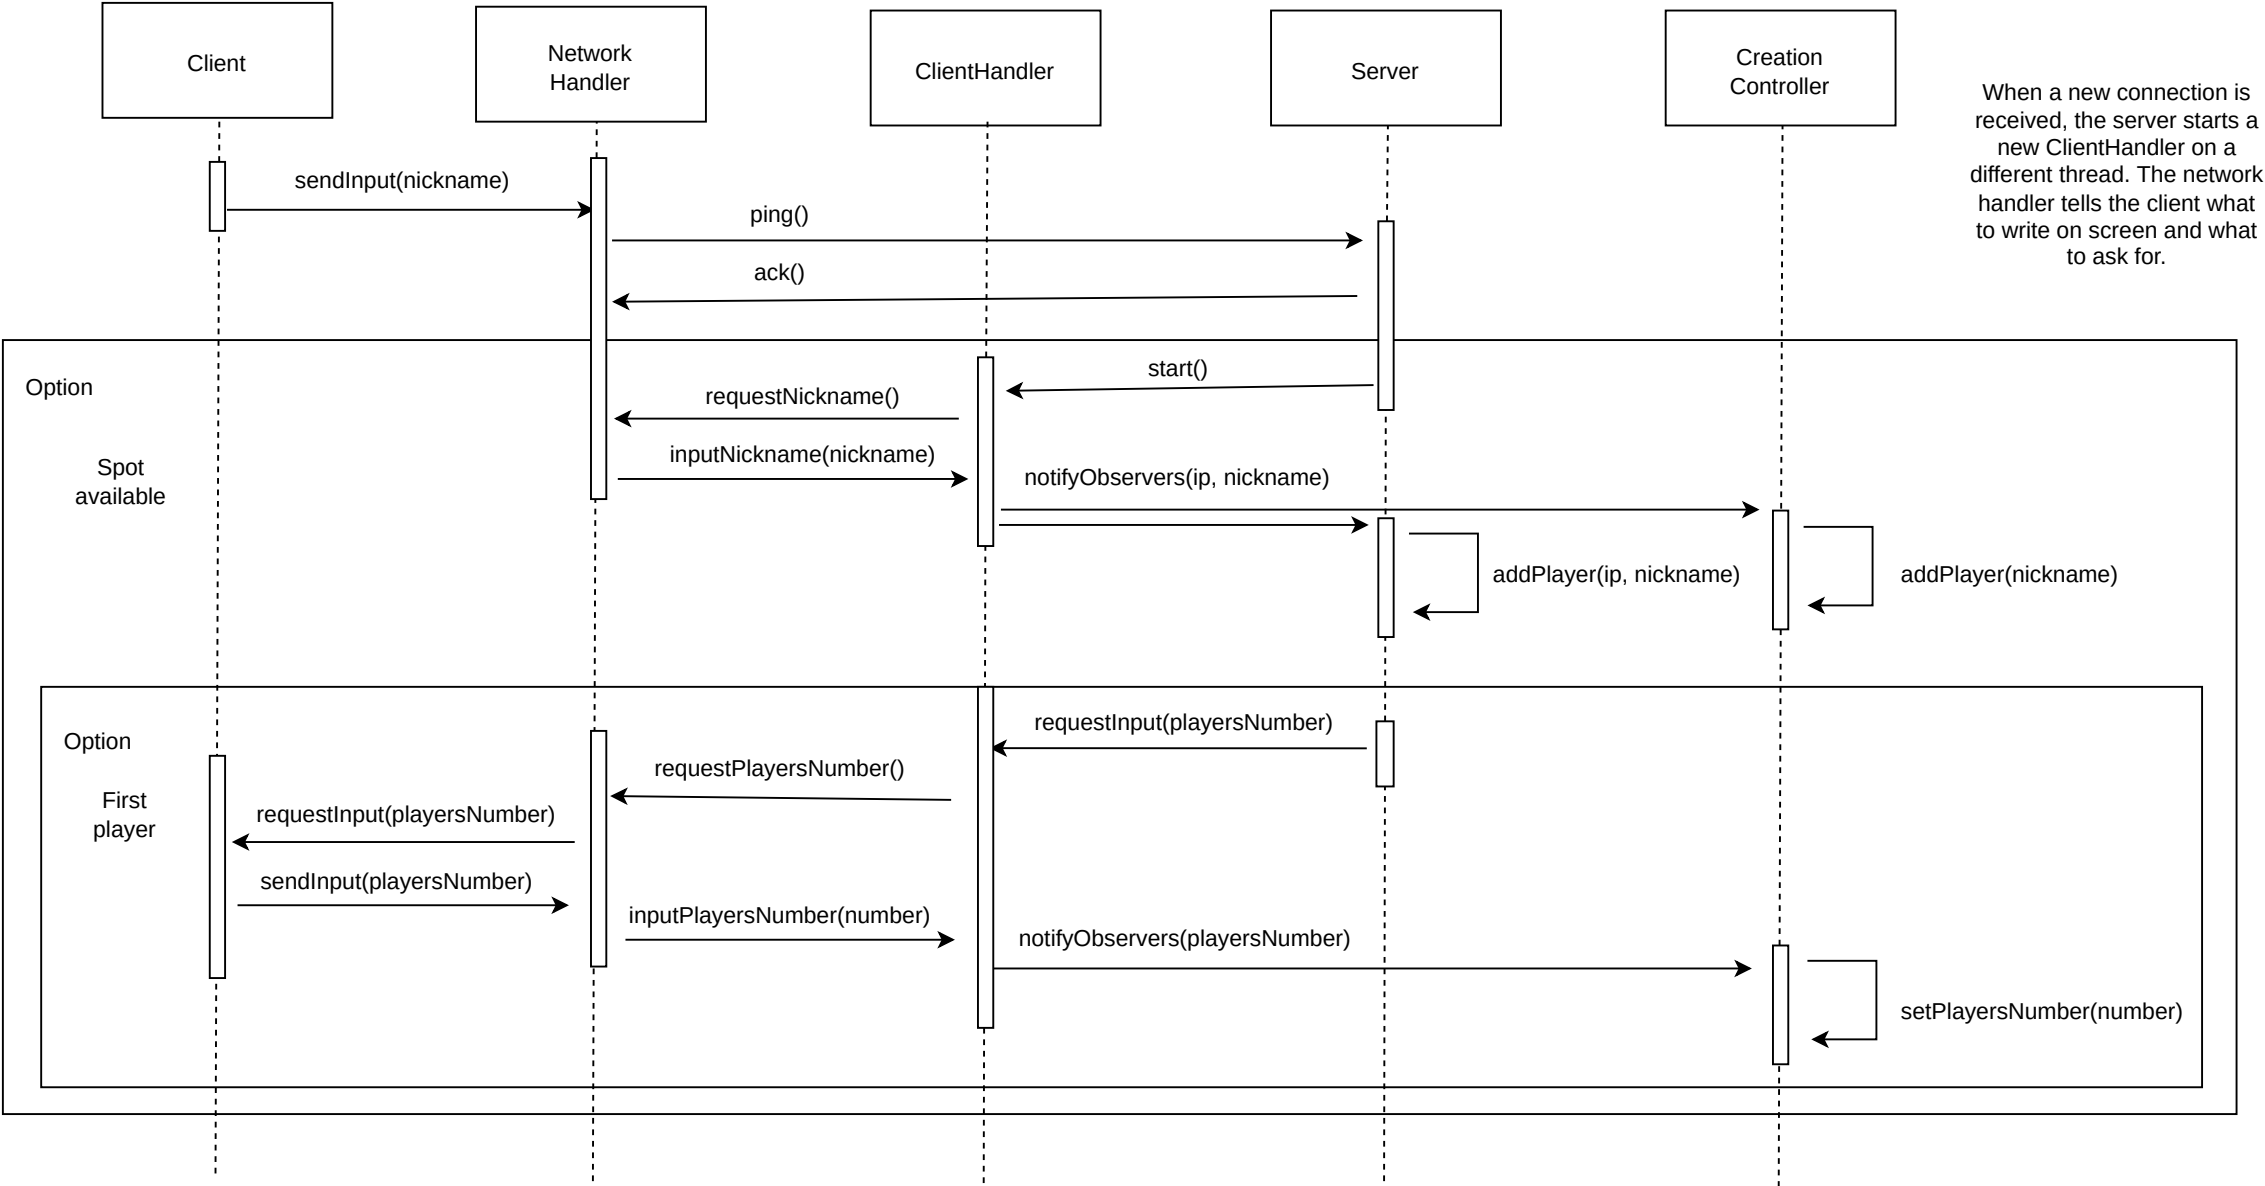 Client
Network
Handler
ClientHandler
Server
Creation
Controller
When a new connection is
received, the server starts a
new ClientHandler on a
different thread. The network
handler tells the client what
to write on screen and what
to ask for.
sendInput(nickname)
ping()
ack()
Option
start()
requestNickname()
Spot
available
inputNickname(nickname)
notifyObservers(ip, nickname)
addPlayer(ip, nickname)
addPlayer(nickname)
Option
requestInput(playersNumber)
requestPlayersNumber()
First
player
requestInput(playersNumber)
sendInput(playersNumber)
inputPlayersNumber(number)
notifyObservers(playersNumber)
setPlayersNumber(number)